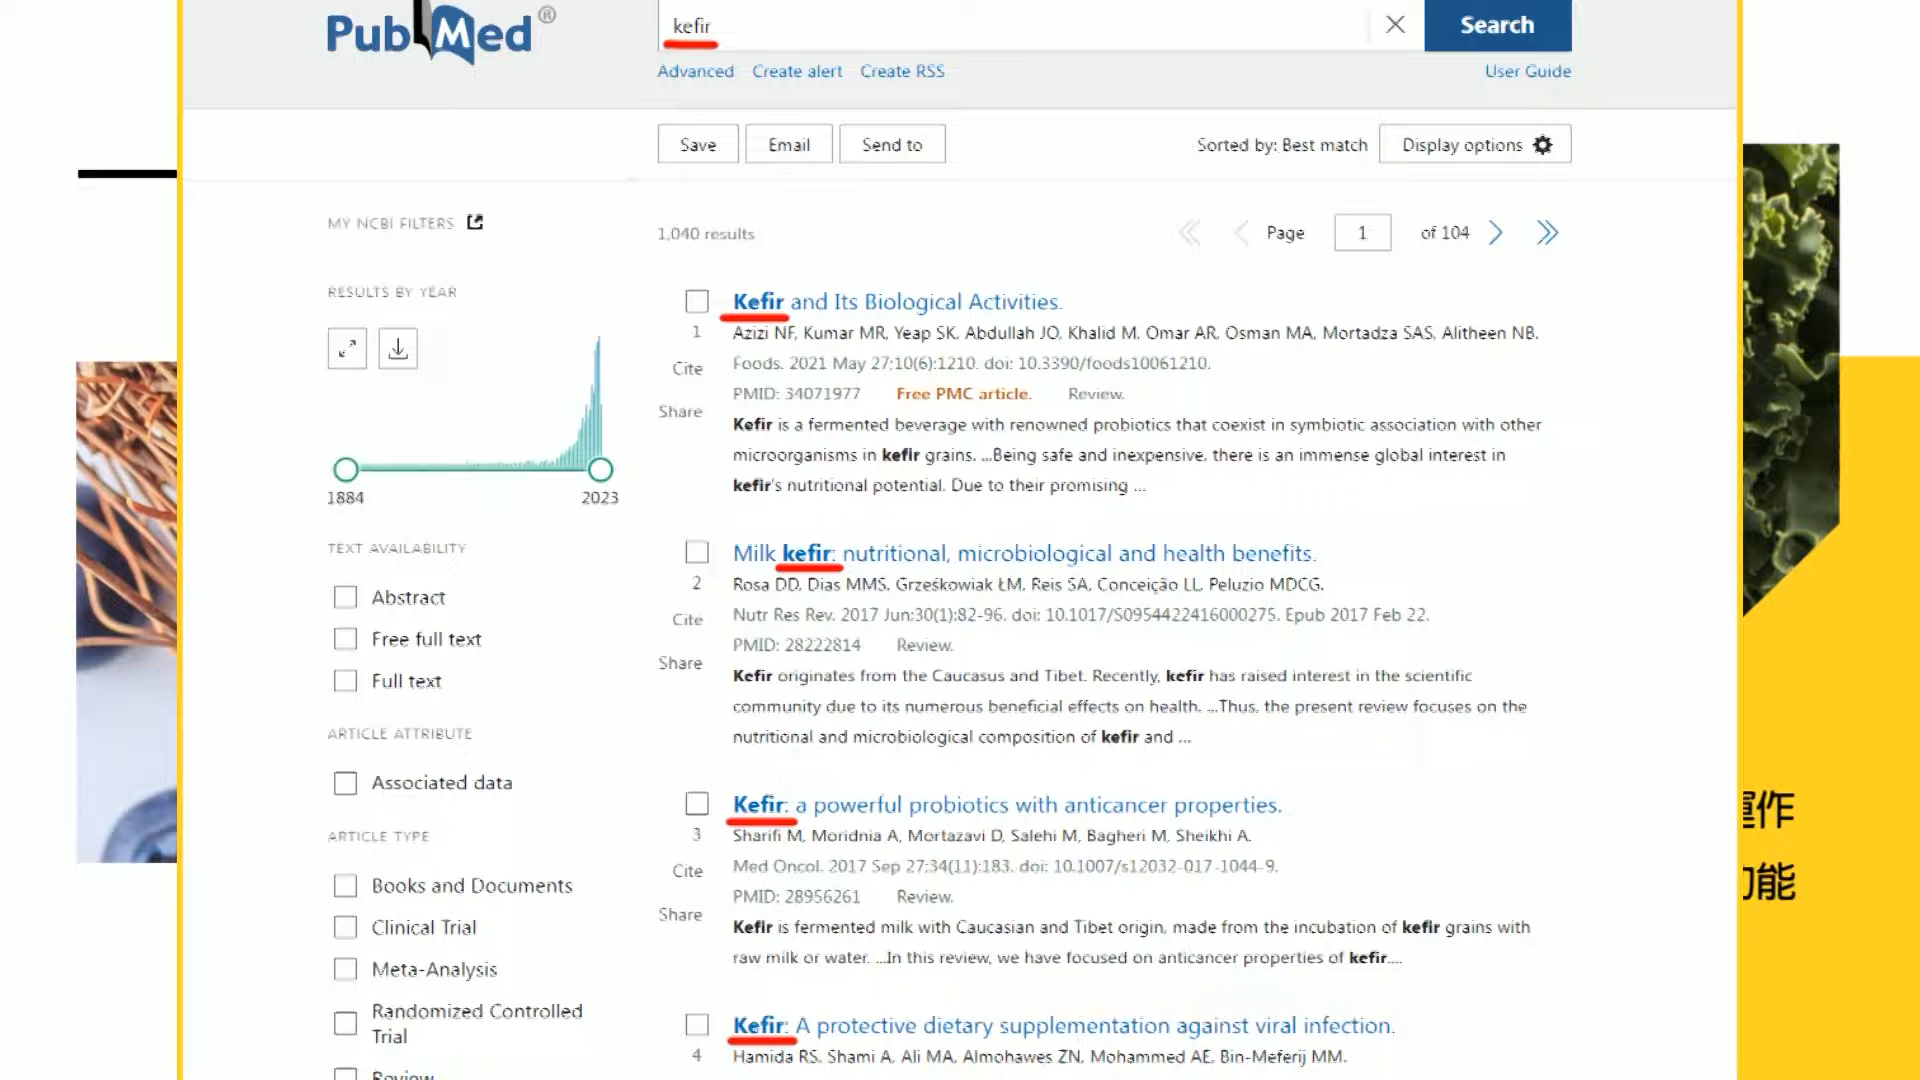 PubMed®
kefir
Search
Advanced Create alert Create RSS
User Guide
Save Email Send to
Sorted by: Best match Display options
MY NCBI FILTERS
1,040 results
Page 1 of 104
RESULTS BY YEAR
1884 2023
TEXT AVAILABILITY
Abstract
Free full text
Full text
ARTICLE ATTRIBUTE
Associated data
ARTICLE TYPE
Books and Documents
Clinical Trial
Meta-Analysis
Randomized Controlled
Trial
Review
Kefir and Its Biological Activities.
1
Cite
Share
Azizi NF, Kumar MR, Yeap SK, Abdullah JO, Khalid M, Omar AR, Osman MA, Mortadza SAS, Alitheen NB.
Foods. 2021 May 27;10(6):1210. doi: 10.3390/foods10061210.
PMID: 34071977 Free PMC article. Review.
Kefir is a fermented beverage with renowned probiotics that coexist in symbiotic association with other
microorganisms in kefir grains. ...Being safe and inexpensive, there is an immense global interest in
kefir's nutritional potential. Due to their promising ...
Milk kefir: nutritional, microbiological and health benefits.
2
Cite
Share
Rosa DD, Dias MMS, Grześkowiak ŁM, Reis SA, Conceição LL, Peluzio MDCG.
Nutr Res Rev. 2017 Jun;30(1):82-96. doi: 10.1017/S0954422416000275. Epub 2017 Feb 22.
PMID: 28222814 Review.
Kefir originates from the Caucasus and Tibet. Recently, kefir has raised interest in the scientific
community due to its numerous beneficial effects on health. ...Thus, the present review focuses on the
nutritional and microbiological composition of kefir and ...
Kefir: a powerful probiotics with anticancer properties.
3
Cite
Share
Sharifi M, Moridnia A, Mortazavi D, Salehi M, Bagheri M, Sheikhi A.
Med Oncol. 2017 Sep 27;34(11):183. doi: 10.1007/s12032-017-1044-9.
PMID: 28956261 Review.
Kefir is fermented milk with Caucasian and Tibet origin, made from the incubation of kefir grains with
raw milk or water. ...In this review, we have focused on anticancer properties of kefir....
Kefir: A protective dietary supplementation against viral infection.
4
Hamida RS, Shami A, Ali MA, Almohawes ZN, Mohammed AE, Bin-Meferij MM.
作
能